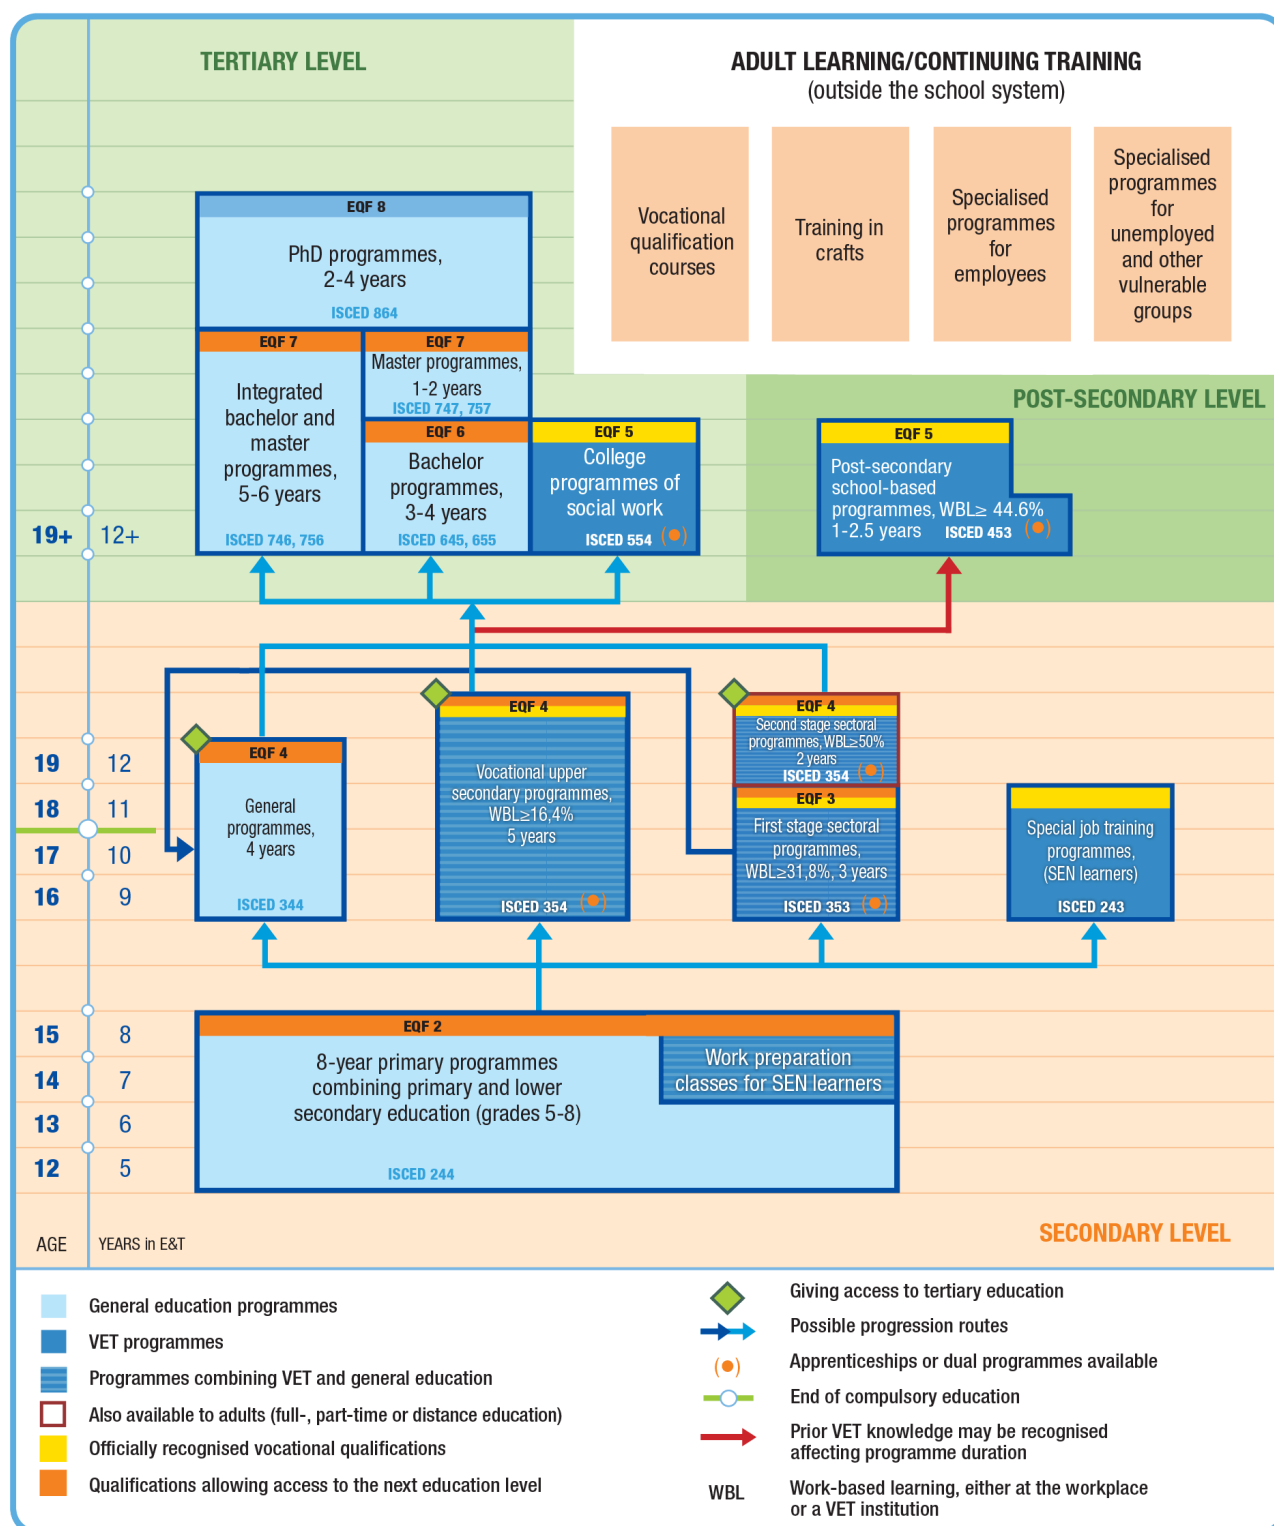 TERTIARY LEVEL
ADULT LEARNING/CONTINUING TRAINING
(outside the school system)
Vocational
qualification
courses
Training in
crafts
Specialised
programmes
for
employees
Specialised
programmes
for
unemployed
and other
vulnerable
groups
EQF 8
PhD programmes,
2-4 years
ISCED 864
EQF 7
Integrated
bachelor and
master
programmes,
5-6 years
ISCED 746, 756
EQF 7
Master programmes,
1-2 years
ISCED 747, 757
EQF 6
Bachelor
programmes,
3-4 years
ISCED 645, 655
EQF 5
College
programmes of
social work
ISCED 554
POST-SECONDARY LEVEL
EQF 5
Post-secondary
school-based
programmes, WBL≥ 44.6%
1-2.5 years ISCED 453
19+ 12+
EQF 4
General
programmes,
4 years
ISCED 344
EQF 4
Vocational upper
secondary programmes,
WBL≥16,4%
5 years
ISCED 354
EQF 4
Second stage sectoral
programmes, WBL≥50%
2 years
ISCED 354
EQF 3
First stage sectoral
programmes,
WBL≥31,8%, 3 years
ISCED 353
Special job training
programmes,
(SEN learners)
ISCED 243
19 12
18 11
17 10
16 9
EQF 2
8-year primary programmes
combining primary and lower
secondary education (grades 5-8)
ISCED 244
Work preparation
classes for SEN learners
15 8
14 7
13 6
12 5
AGE YEARS in E&T
SECONDARY LEVEL
General education programmes
VET programmes
Programmes combining VET and general education
Also available to adults (full-, part-time or distance education)
Officially recognised vocational qualifications
Qualifications allowing access to the next education level
Giving access to tertiary education
Possible progression routes
Apprenticeships or dual programmes available
End of compulsory education
Prior VET knowledge may be recognised
affecting programme duration
WBL Work-based learning, either at the workplace
or a VET institution